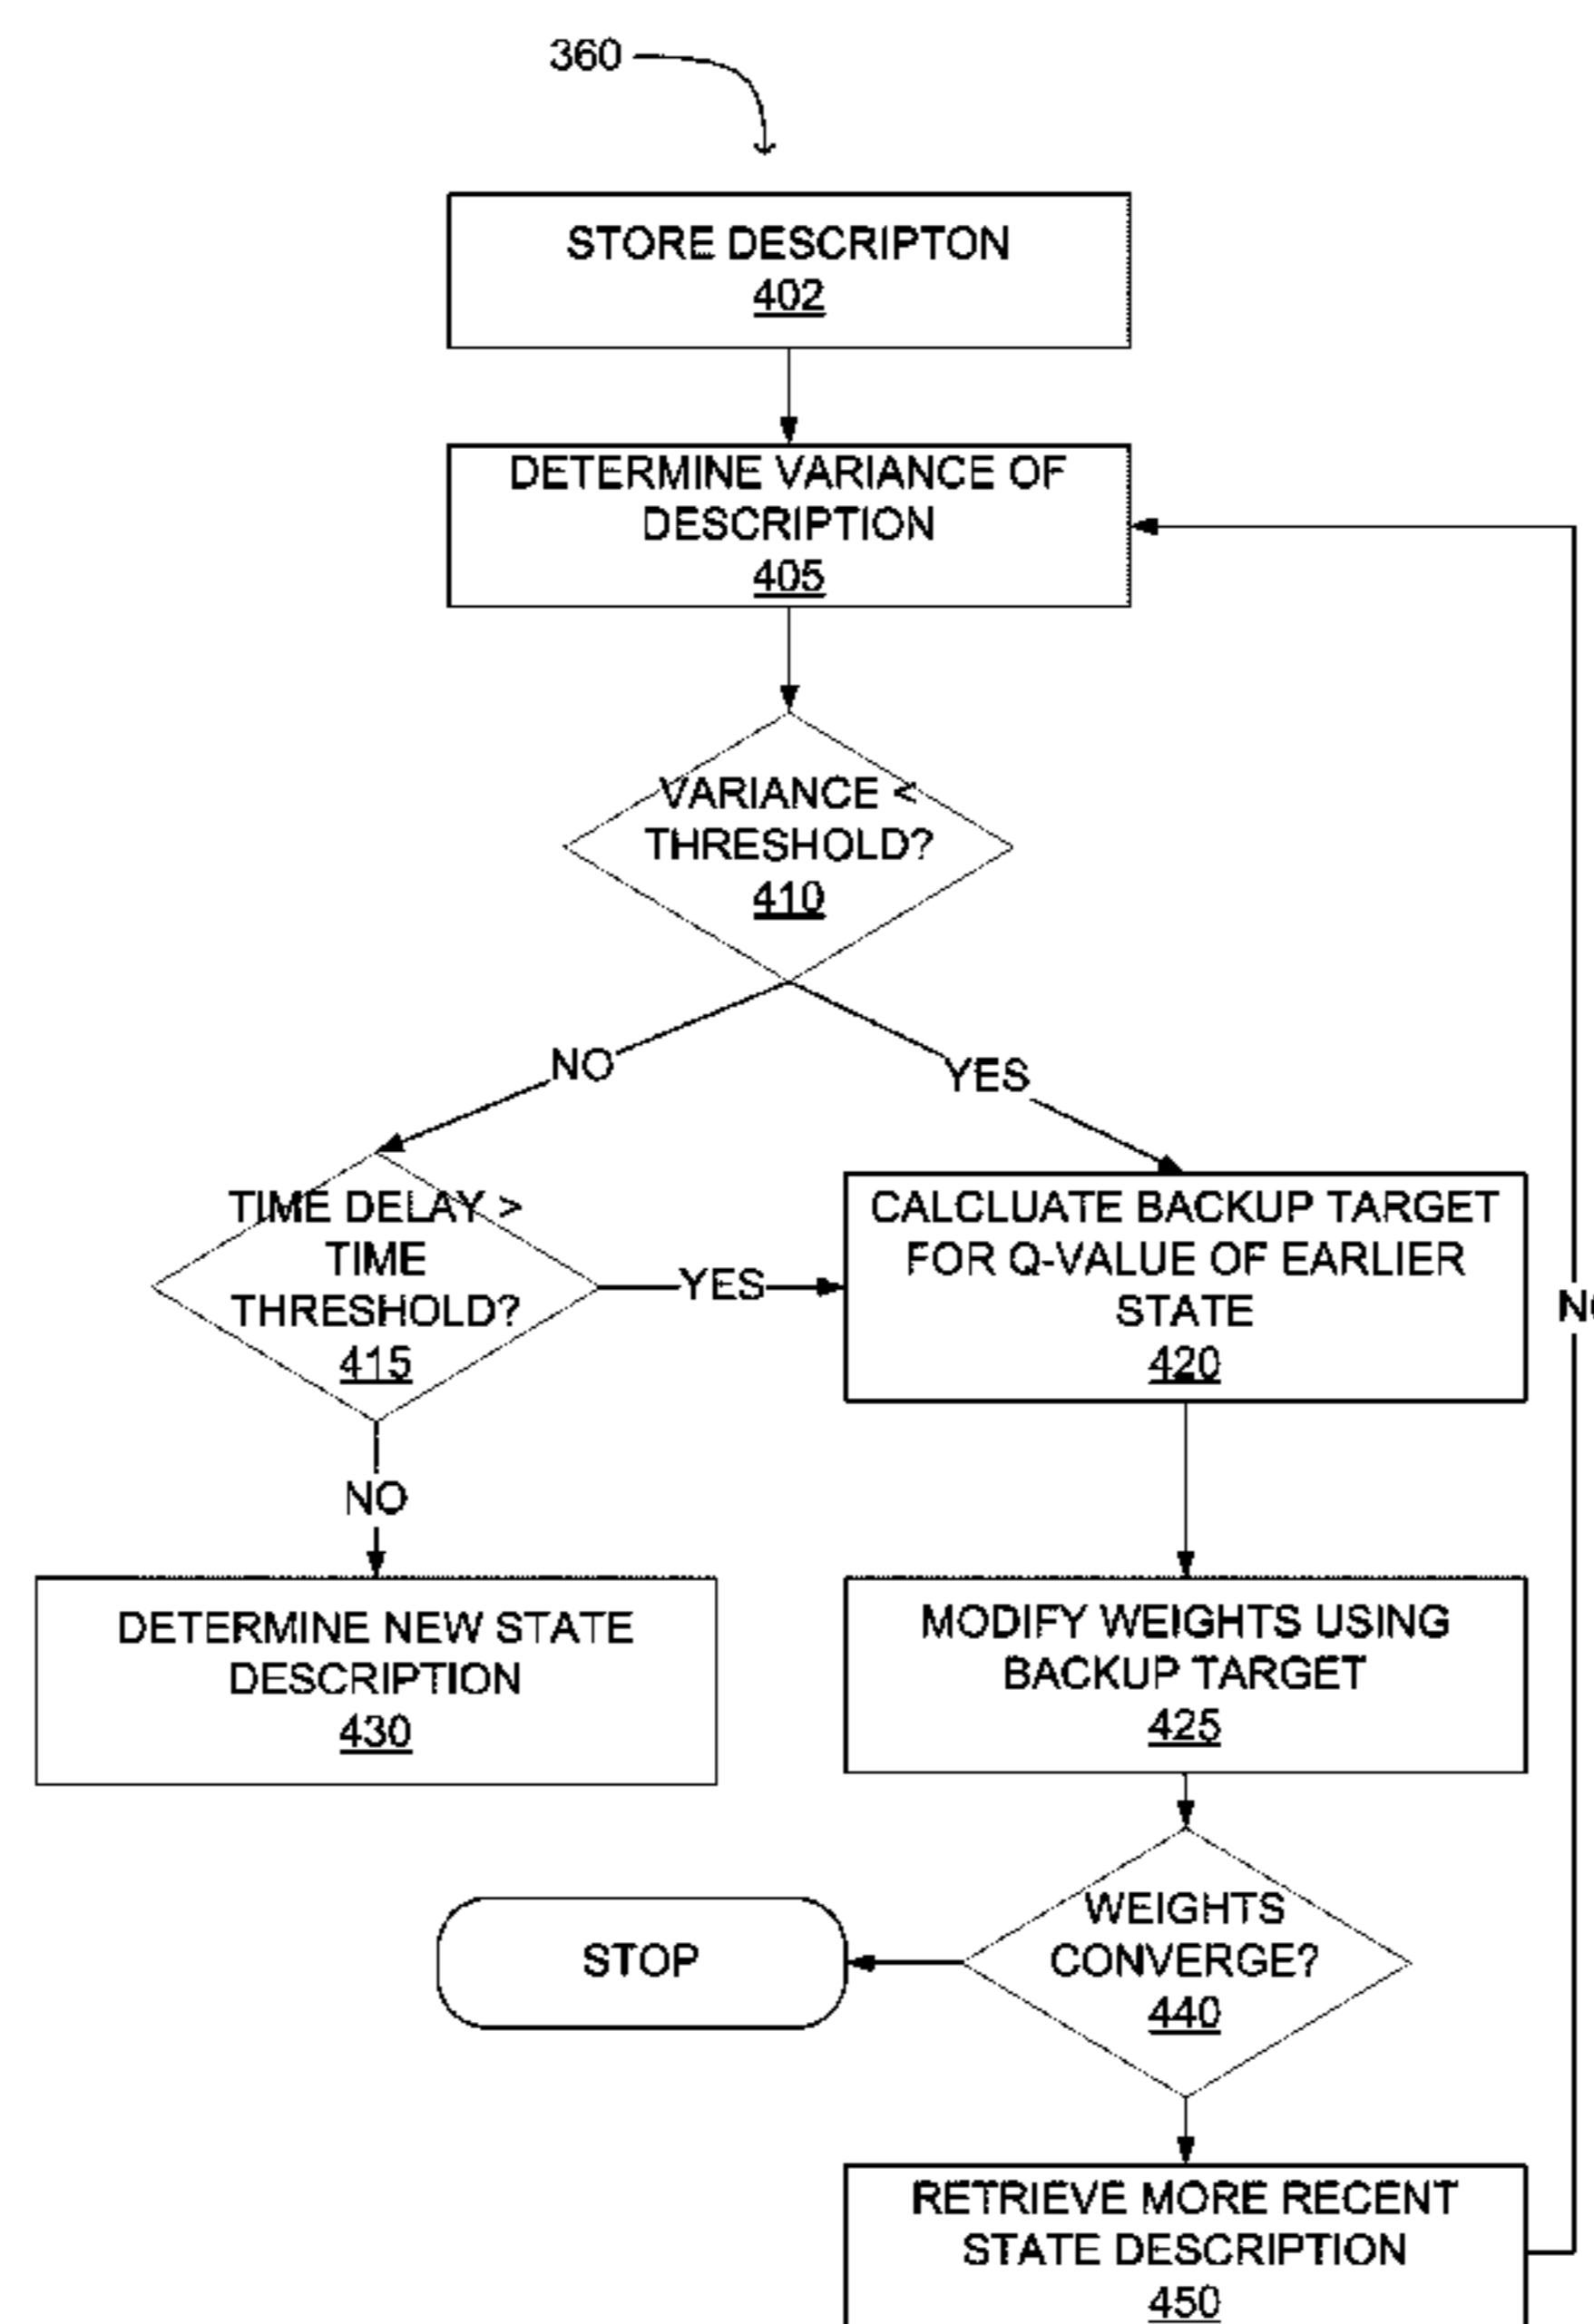 360
STORE DESCRIPTON
402
DETERMINE VARIANCE OF
DESCRIPTION
405
VARIANCE <
THRESHOLD?
410
NO
YES
TIME DELAY >
TIME
THRESHOLD?
415
YES
CALCLUATE BACKUP TARGET
FOR Q-VALUE OF EARLIER
STATE
420
NO
NO
DETERMINE NEW STATE
DESCRIPTION
430
MODIFY WEIGHTS USING
BACKUP TARGET
425
WEIGHTS
CONVERGE?
440
STOP
RETRIEVE MORE RECENT
STATE DESCRIPTION
450